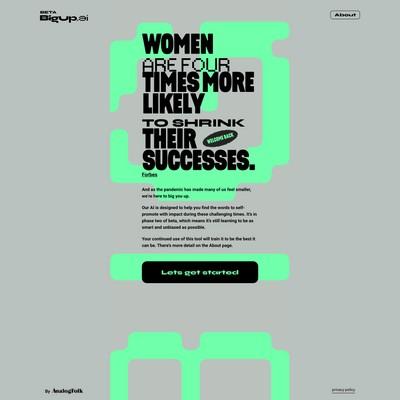 BETA
BigUp.ai
About
WOMEN
ARE FOUR
TIMES MORE
LIKELY
TO SHRINK
THEIR
WELCOME BACK
SUCCESSES.
Forbes
And as the pandemic has made many of us feel smaller,
we're here to big you up.
Our AI is designed to help you find the words to self-
promote with impact during these challenging times. It's in
phase two of beta, which means it's still learning to be as
smart and unbiased as possible.
Your continued use of this tool will train it to be the best it
can be. There's more detail on the About page.
Lets get started
By AnalogFolk
privacy policy